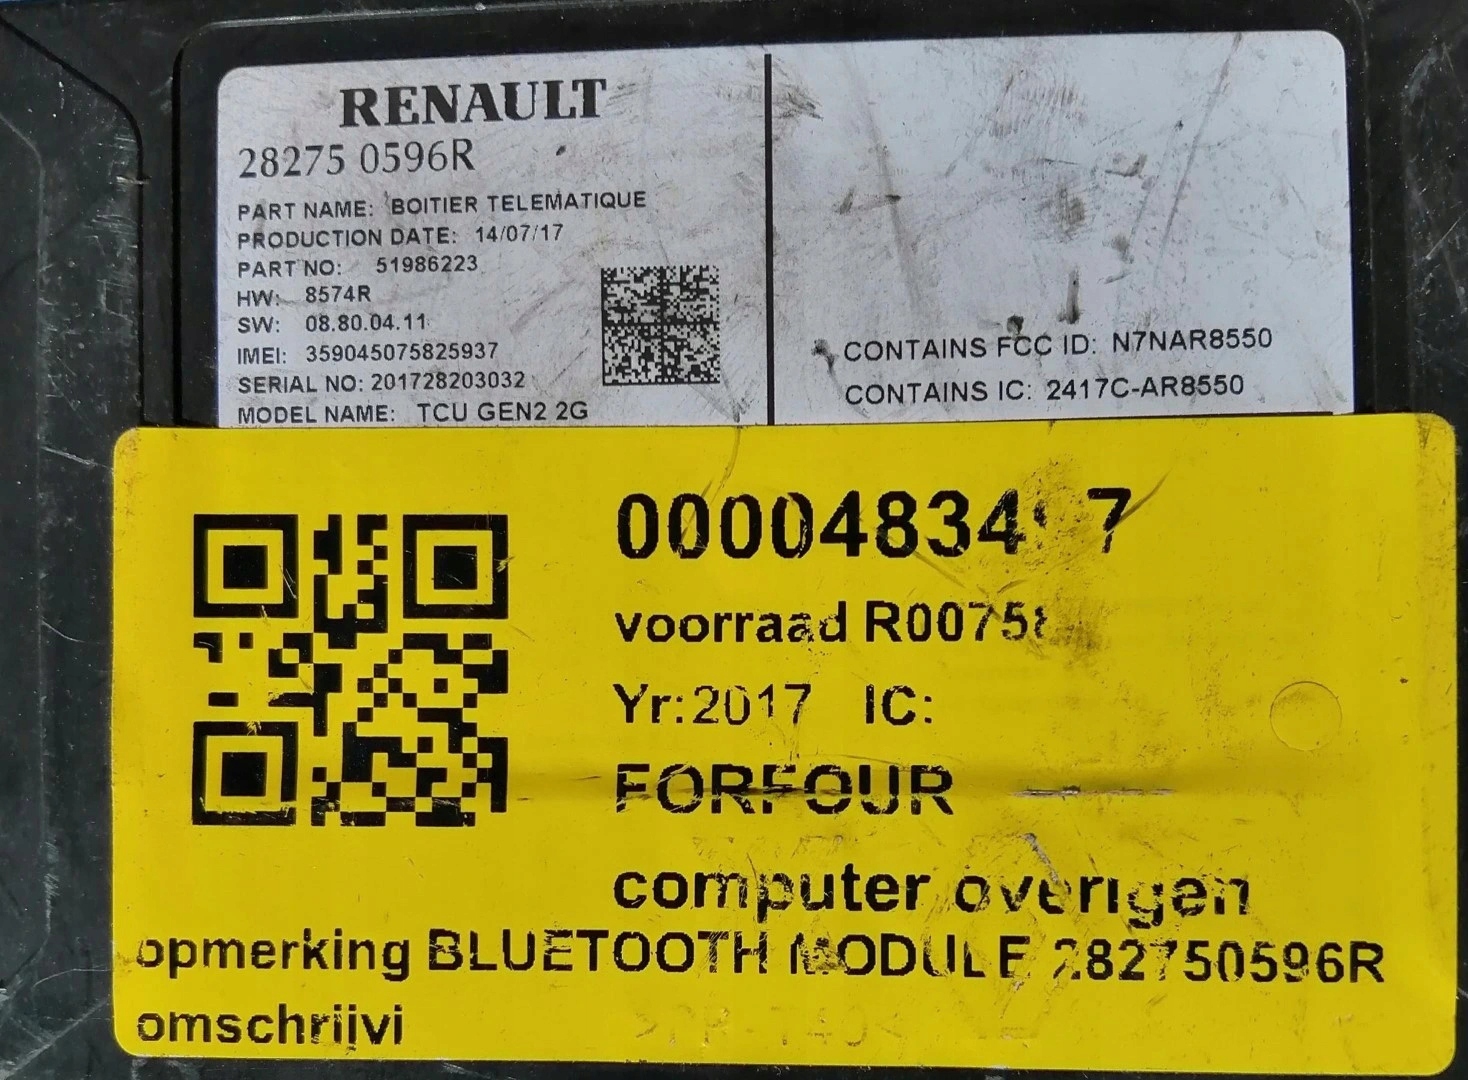 RENAULT
28275 0596R
PART NAME: BOITIER TELEMATIQUE
PRODUCTION DATE: 14/07/17
PART NO: 51986223
HW: 8574R
SW: 08.80.04.11
IMEI: 359045075825937
SERIAL NO: 201728203032
MODEL NAME: TCU GEN2 2G
CONTAINS FCC ID: N7NAR8550
CONTAINS IC: 2417C-AR8550
voorraad
Yr:2017 IC:
FORFOUR
computer overigen
opmerking BLUETOOTH MODULE 282750596R
omschrijvi